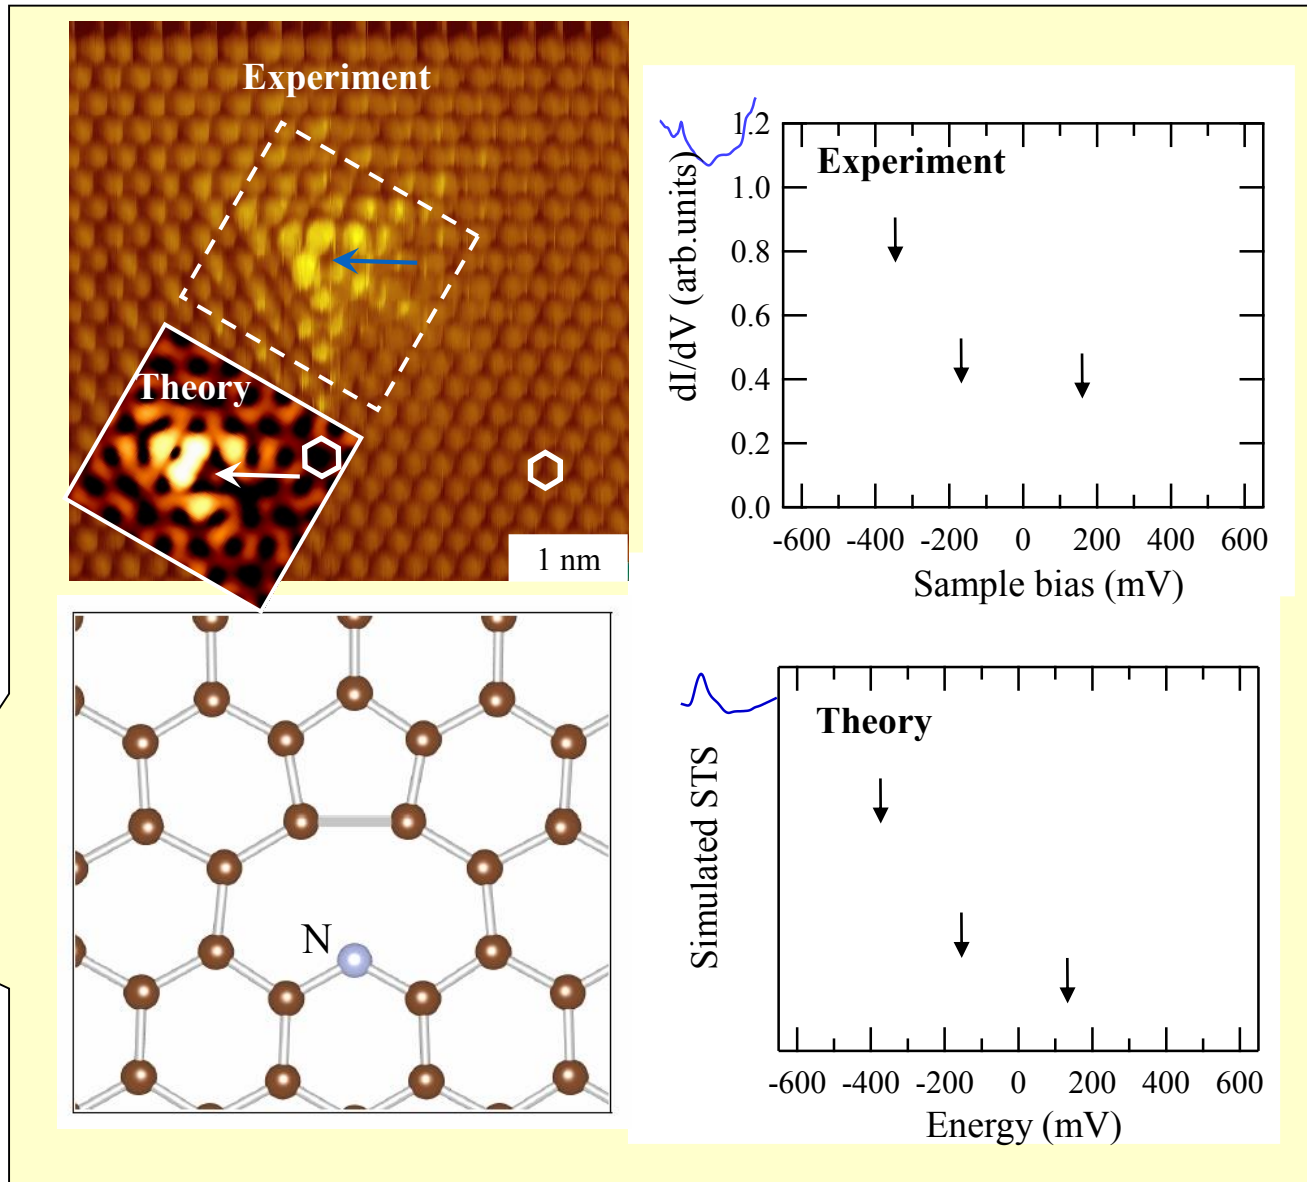 Experiment
Theory
1 nm
Experiment
dI/dV (arb.units)
1.2
1.0
0.8
0.6
0.4
0.2
0.0
-600 -400 -200 0 200 400 600
Sample bias (mV)
N
Theory
Simulated STS
-600 -400 -200 0 200 400 600
Energy (mV)